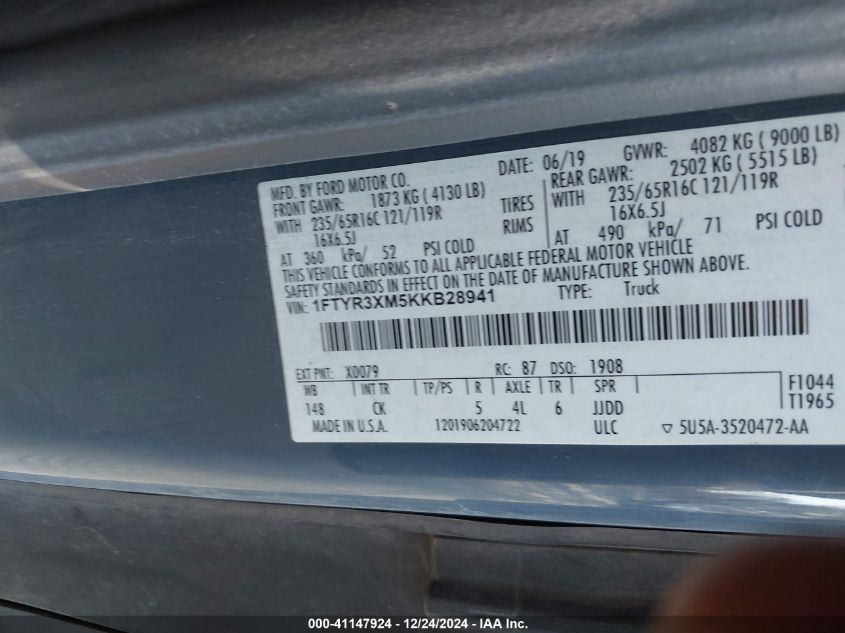 MFD. BY FORD MOTOR CO. DATE: 06/19 GVWR: 4082 KG ( 9000 LB)
FRONT GAWR: 1873 KG ( 4130 LB) REAR GAWR: 2502 KG ( 5515 LB)
WITH 235/65R16C 121/119R TIRES WITH 235/65R16C 121/119R
16X6.5J RIMS 16X6.5J
AT 360 kPa/ 52 PSI COLD AT 490 kPa/ 71 PSI COLD
THIS VEHICLE CONFORMS TO ALL APPLICABLE FEDERAL MOTOR VEHICLE
SAFETY STANDARDS IN EFFECT ON THE DATE OF MANUFACTURE SHOWN ABOVE.
VIN: 1FTYR3XM5KKB28941 TYPE: Truck
EXT PNT: X0079 RC: 87 DSO: 1908
WB INT TR TP/PS R AXLE TR SPR F1044
148 CK 5 4L 6 JJDD T1965
MADE IN U.S.A. 1201906204722 ULC ▽ 5U5A-3520472-AA
000-41147924 - 12/24/2024 - IAA Inc.